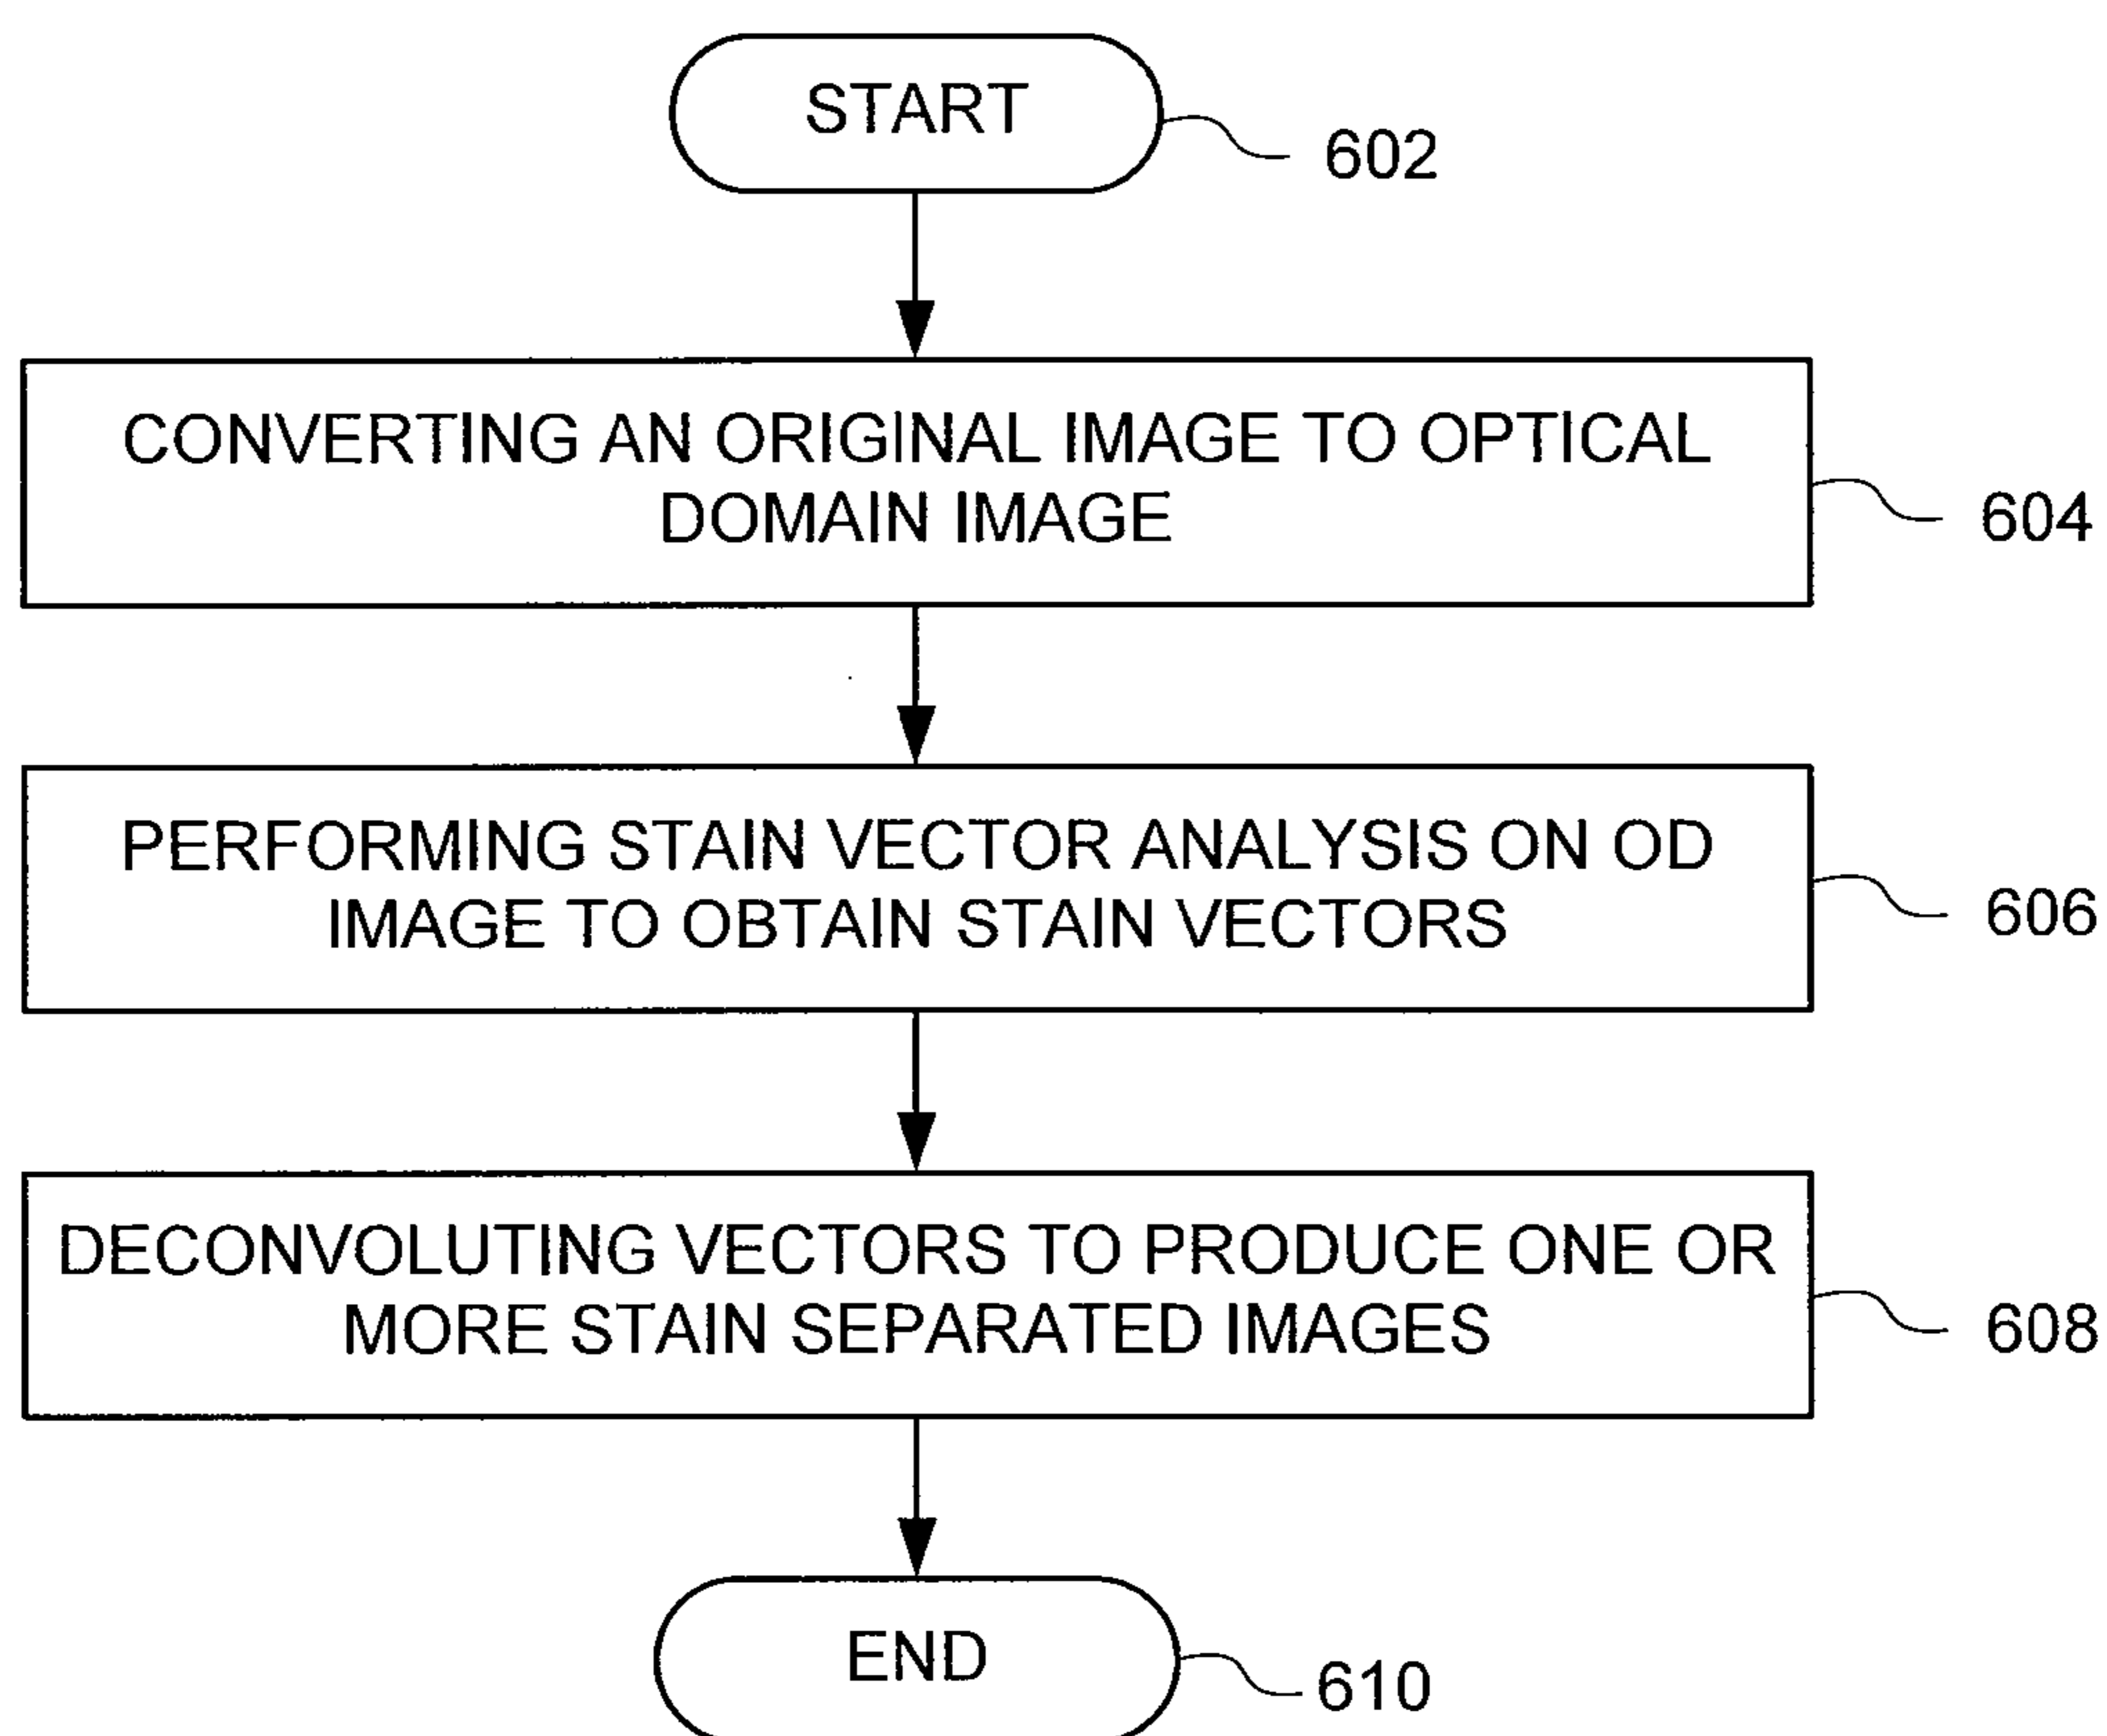 START
602
CONVERTING AN ORIGINAL IMAGE TO OPTICAL
DOMAIN IMAGE
604
PERFORMING STAIN VECTOR ANALYSIS ON OD
IMAGE TO OBTAIN STAIN VECTORS
606
DECONVOLUTING VECTORS TO PRODUCE ONE OR
MORE STAIN SEPARATED IMAGES
608
END
610